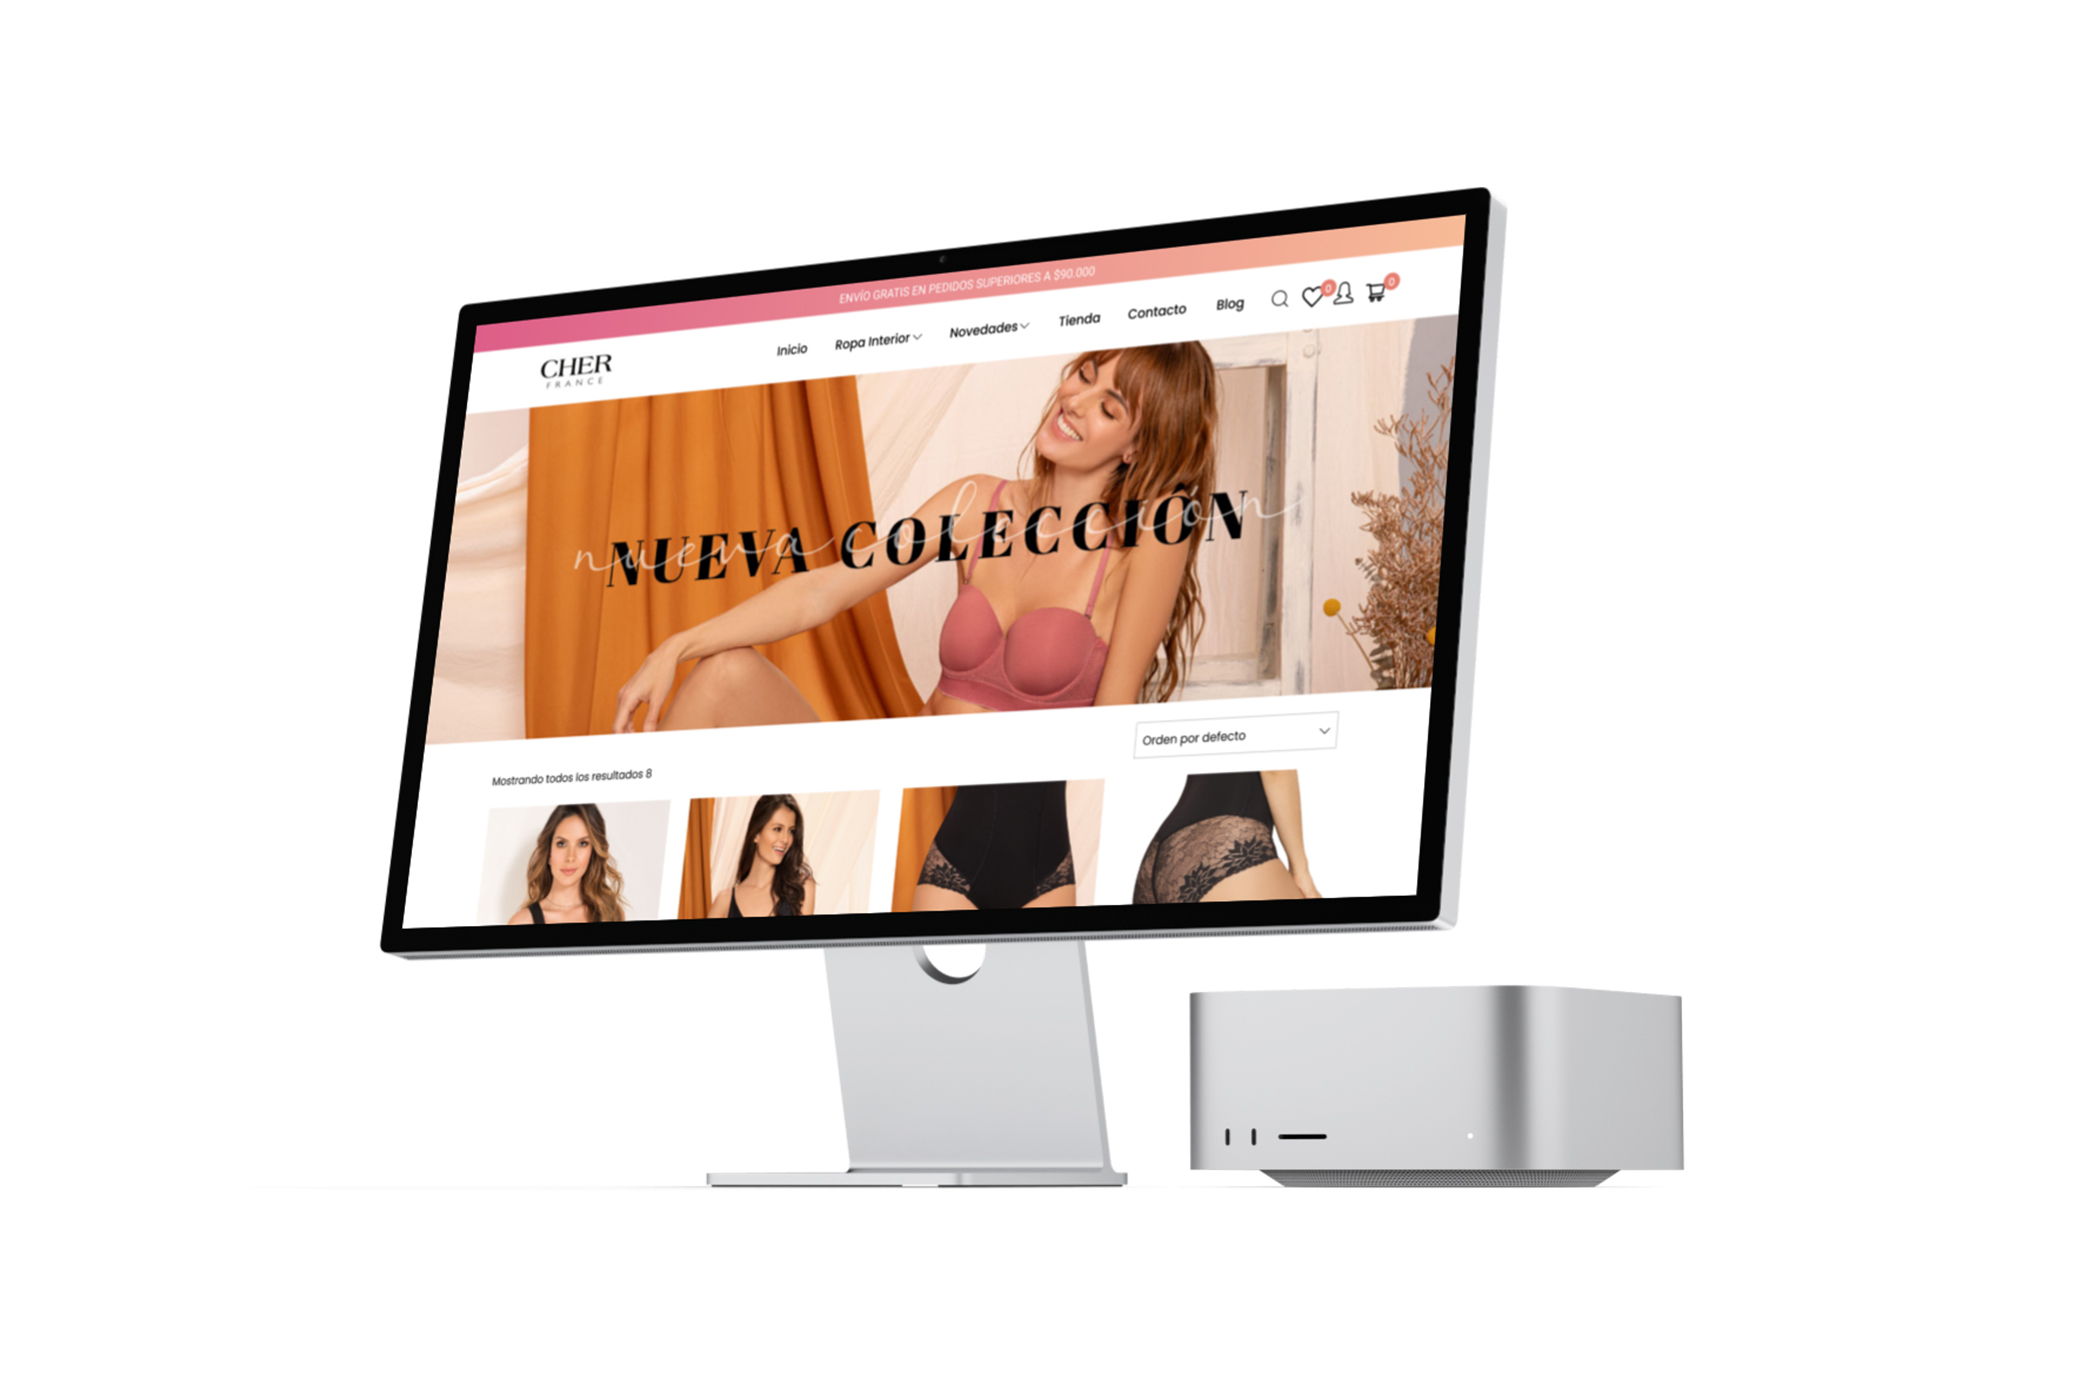 ENVÍO GRATIS EN PEDIDOS SUPERIORES A $90.000
CHER
FRANCE
Inicio
Ropa Interior
Novedades
Tienda
Contacto
Blog
0
0
nueva colección
NUEVA COLECCIÓN
Mostrando todos los resultados 8
Orden por defecto